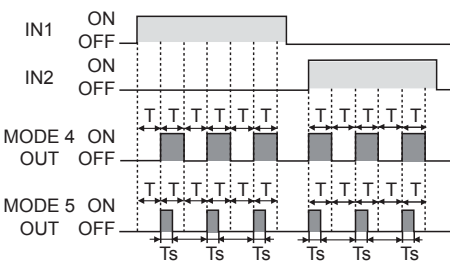 IN1 ON
OFF
IN2 ON
OFF
T T T T T T T T T T T
MODE 4 ON
OUT OFF
T T T T T T T T T T T
MODE 5 ON
OUT OFF
Ts Ts Ts Ts Ts Ts